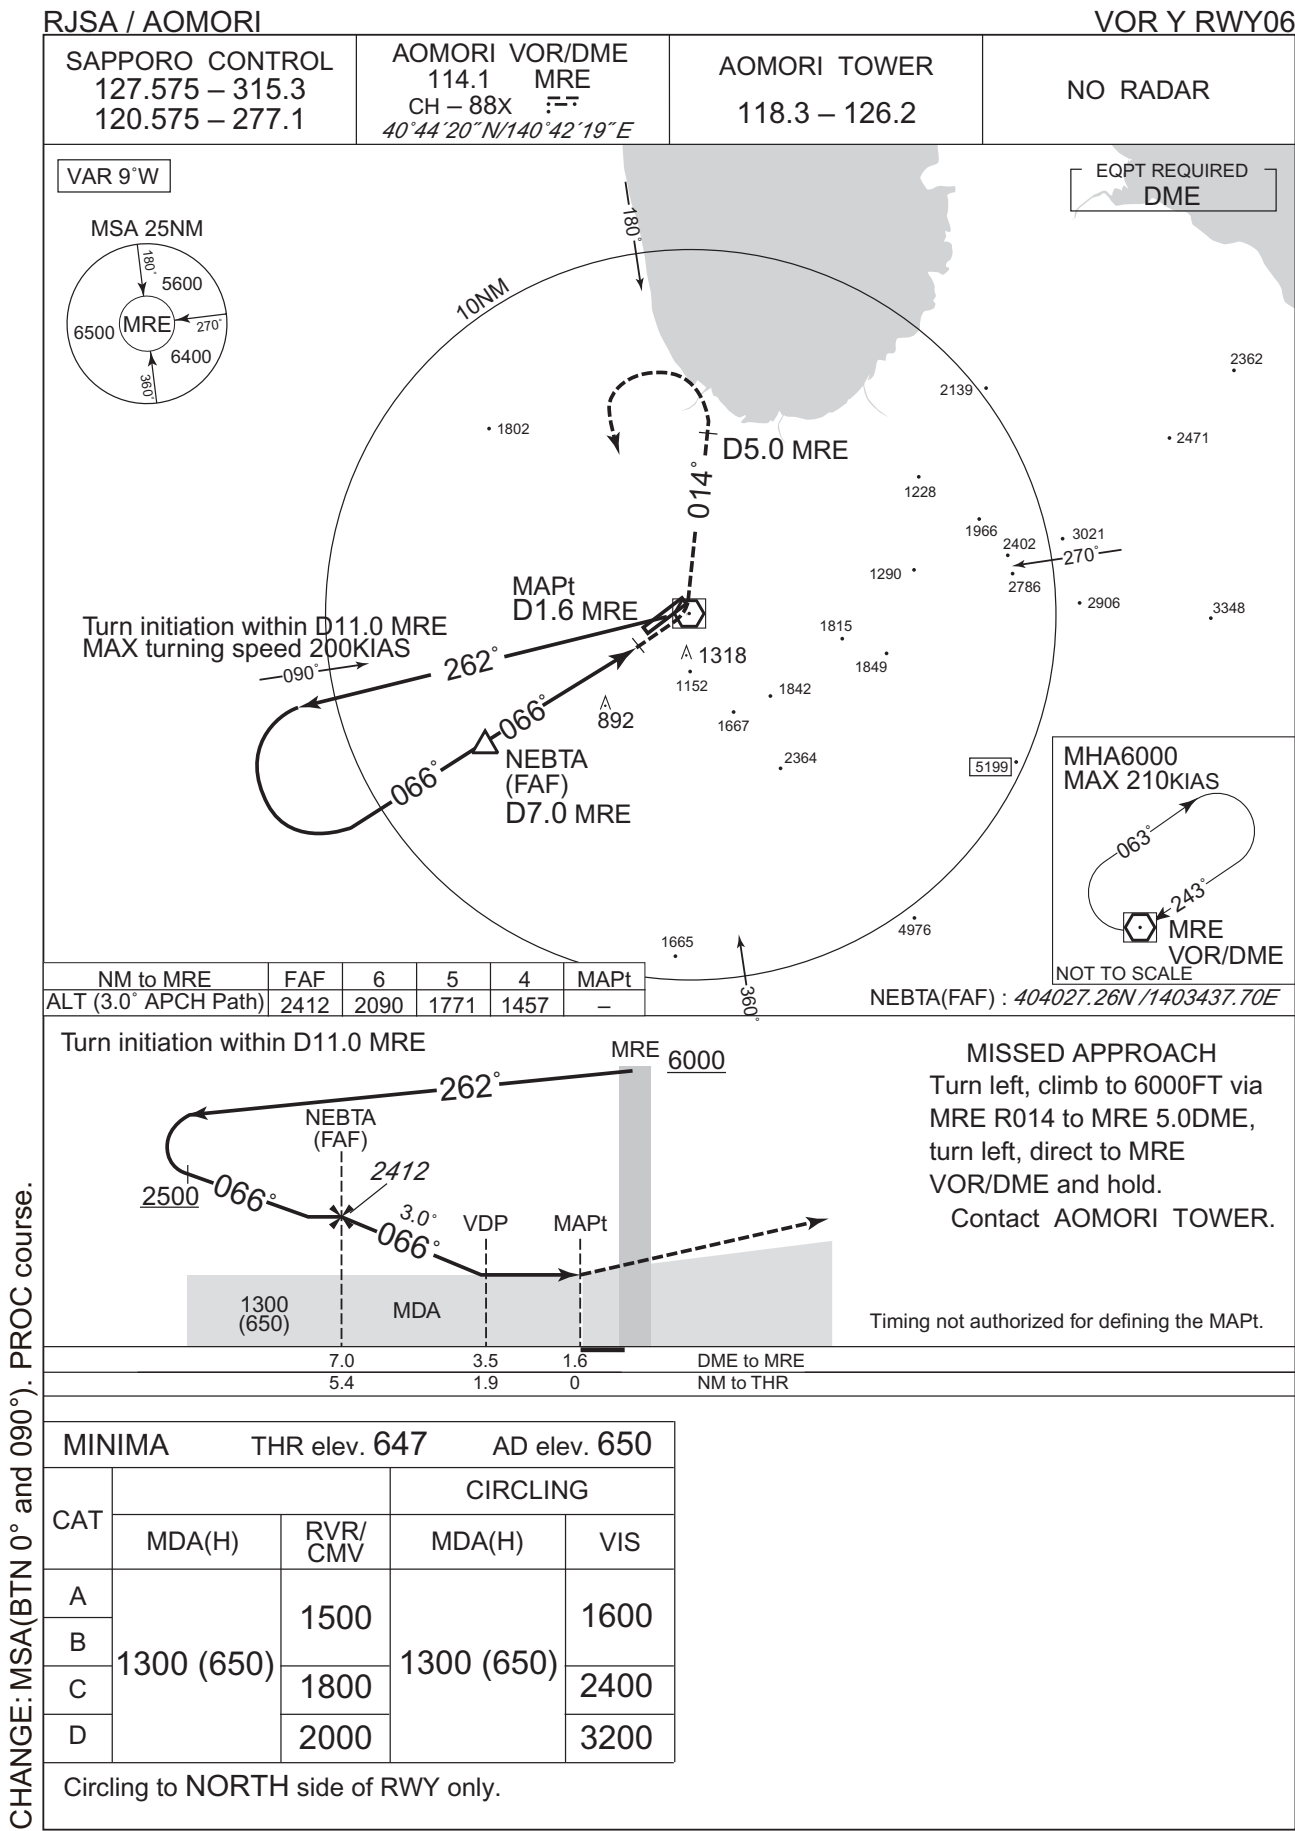 RJSA / AOMORI
VOR Y RWY06
SAPPORO CONTROL
127.575 – 315.3
120.575 – 277.1
AOMORI VOR/DME
114.1 MRE
CH – 88X
40°44´20˝N/140°42´19˝E
AOMORI TOWER
118.3 – 126.2
NO RADAR
VAR 9°W
EQPT REQUIRED
DME
MSA 25NM
180°
5600
6500
MRE
270°
6400
360°
180°
10NM
2362
2139
1802
2471
D5.0 MRE
014°
1228
1966
2402
3021
270°
1290
2786
2906
MAPt
D1.6 MRE
3348
Turn initiation within D11.0 MRE
MAX turning speed 200KIAS
090°
262°
1815
1849
1318
1152
1842
1667
892
066°
NEBTA
(FAF)
D7.0 MRE
066°
2364
5199
MHA6000
MAX 210KIAS
063°
243°
MRE
VOR/DME
NOT TO SCALE
4976
1665
360°
NM to MRE FAF 6 5 4 MAPt
ALT (3.0° APCH Path) 2412 2090 1771 1457 –
NEBTA(FAF) : 404027.26N /1403437.70E
Turn initiation within D11.0 MRE
MRE
6000
262°
NEBTA
(FAF)
2412
2500
066°
3.0°
066°
VDP
MAPt
1300
(650)
MDA
MISSED APPROACH
Turn left, climb to 6000FT via
MRE R014 to MRE 5.0DME,
turn left, direct to MRE
VOR/DME and hold.
Contact AOMORI TOWER.
Timing not authorized for defining the MAPt.
7.0 3.5 1.6 DME to MRE
5.4 1.9 0 NM to THR
MINIMA THR elev. 647 AD elev. 650
CAT
CIRCLING
MDA(H)
RVR/
CMV
MDA(H)
VIS
A
B
C
D
1300 (650)
1500
1800
2000
1300 (650)
1600
2400
3200
Circling to NORTH side of RWY only.
CHANGE: MSA(BTN 0° and 090°). PROC course.